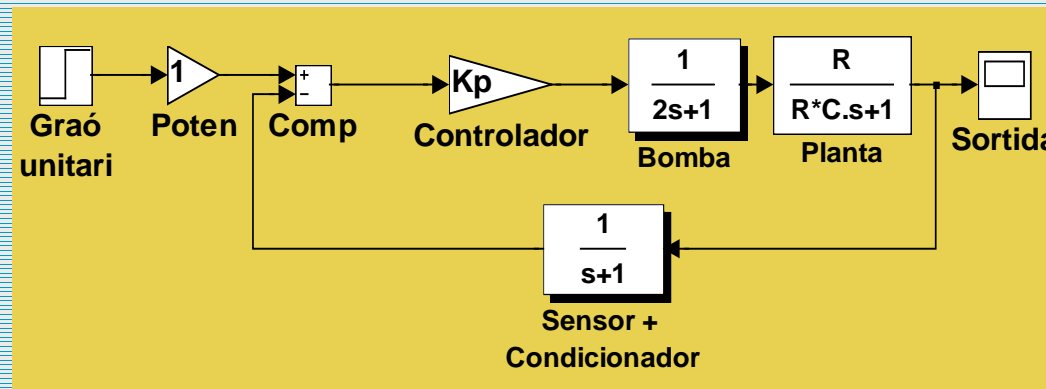 Graó
unitari
1
Poten
+
−
Comp
Kp
Controlador
1
2s+1
Bomba
R
R*C.s+1
Planta
Sortida
1
s+1
Sensor +
Condicionador